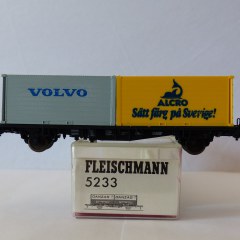 VOLVO
ALCRO
Sätt färg på Sverige!
FLEISCHMANN
5233